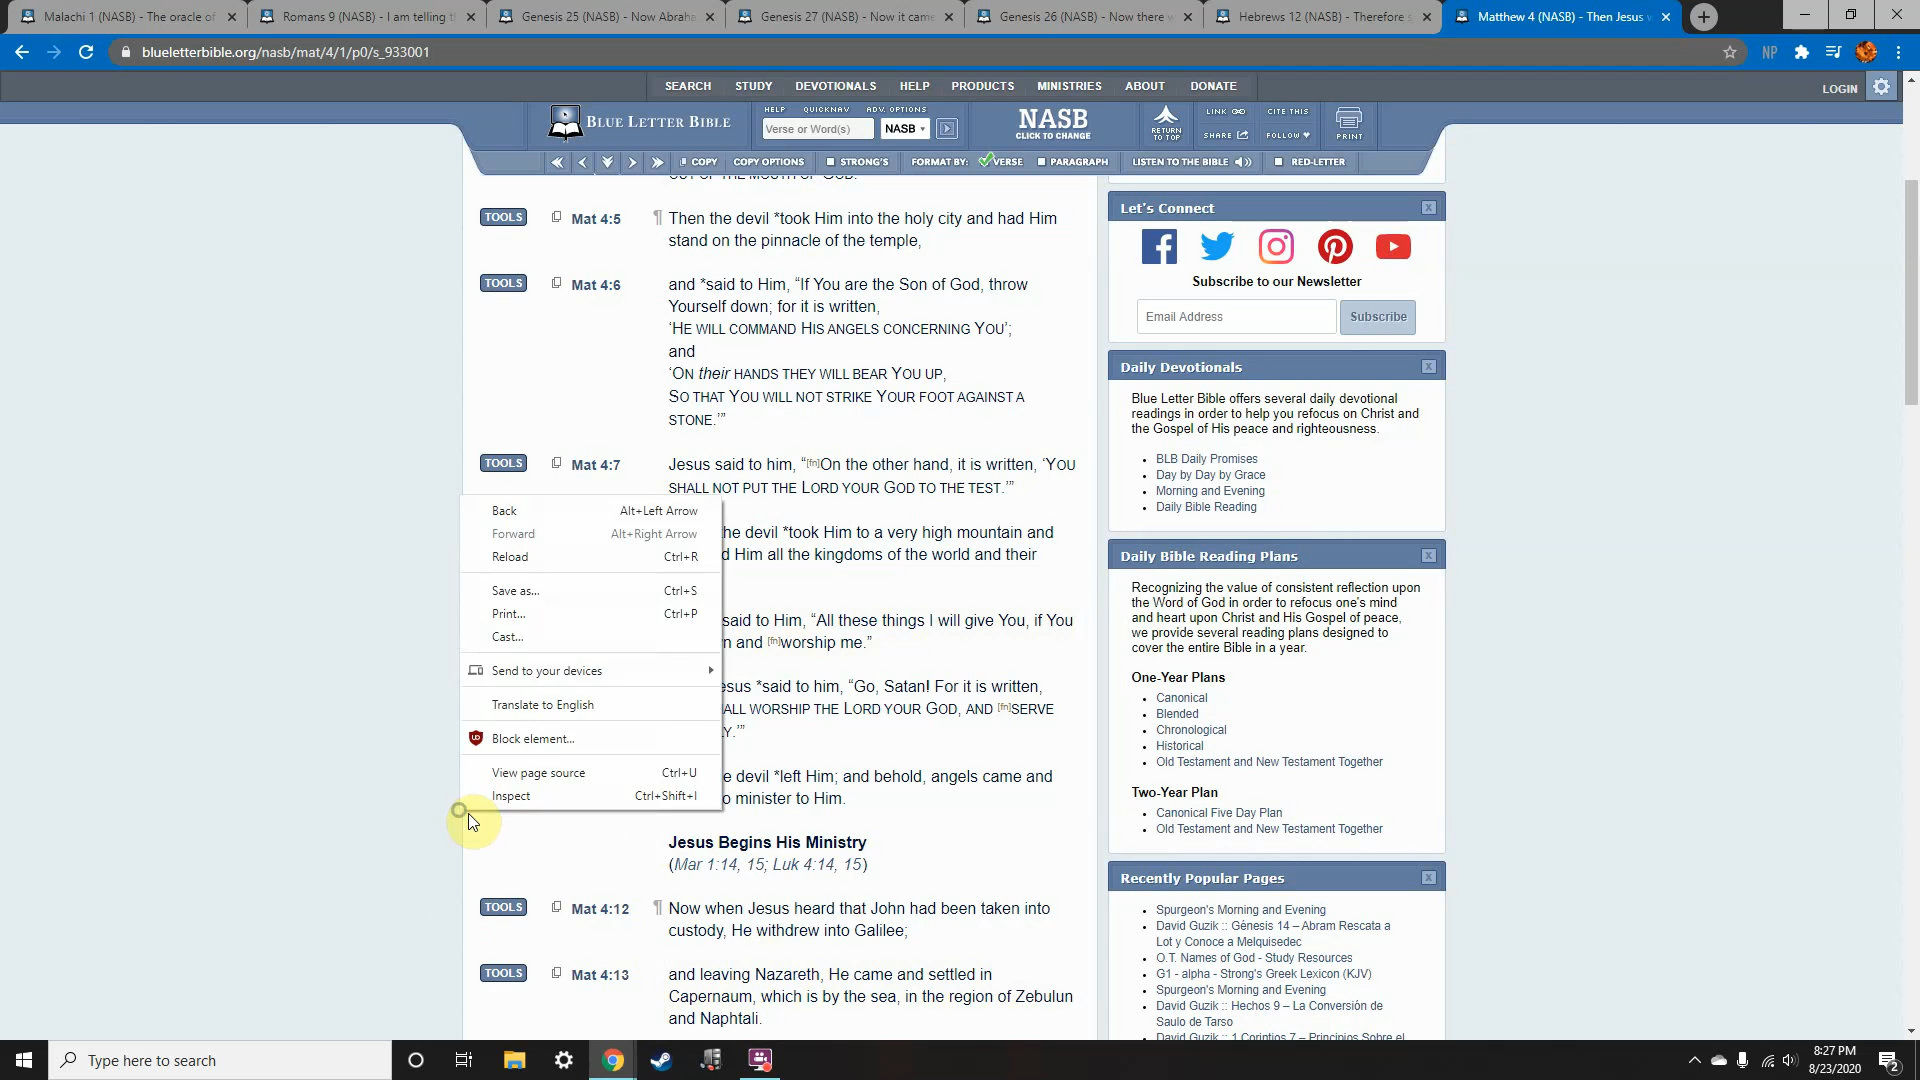 Malachi 1 (NASB) - The oracle of
Romans 9 (NASB) - I am telling t
Genesis 25 (NASB) - Now Abraha
Genesis 27 (NASB) - Now it came
Genesis 26 (NASB) - Now there w
Hebrews 12 (NASB) - Therefore s
Matthew 4 (NASB) - Then Jesus w
blueletterbible.org/nasb/mat/4/1/p0/s_933001
NP
SEARCH STUDY DEVOTIONALS HELP PRODUCTS MINISTRIES ABOUT DONATE
LOGIN
BLUE LETTER BIBLE
HELP QUICKNAV ADV. OPTIONS
Verse or Word(s)
NASB
NASB
CLICK TO CHANGE
RETURN TO TOP
LINK CITE THIS
SHARE FOLLOW
PRINT
COPY COPY OPTIONS STRONG'S FORMAT BY: VERSE PARAGRAPH LISTEN TO THE BIBLE RED-LETTER
OUT OF THE MOUTH OF GOD.
TOOLS Mat 4:5 ¶ Then the devil *took Him into the holy city and had Him
stand on the pinnacle of the temple,
TOOLS Mat 4:6 and *said to Him, “If You are the Son of God, throw
Yourself down; for it is written,
‘HE WILL COMMAND HIS ANGELS CONCERNING YOU’;
and
‘ON their HANDS THEY WILL BEAR YOU UP,
SO THAT YOU WILL NOT STRIKE YOUR FOOT AGAINST A
STONE.’”
TOOLS Mat 4:7 Jesus said to him, “[fn]On the other hand, it is written, ‘YOU
SHALL NOT PUT THE LORD YOUR GOD TO THE TEST.’”
the devil *took Him to a very high mountain and
d Him all the kingdoms of the world and their
said to Him, “All these things I will give You, if You
n and [fn]worship me.”
esus *said to him, “Go, Satan! For it is written,
ALL WORSHIP THE LORD YOUR GOD, AND [fn]SERVE
Y.’”
e devil *left Him; and behold, angels came and
o minister to Him.
Back Alt+Left Arrow
Forward Alt+Right Arrow
Reload Ctrl+R
Save as... Ctrl+S
Print... Ctrl+P
Cast...
Send to your devices
Translate to English
Block element...
View page source Ctrl+U
Inspect Ctrl+Shift+I
Jesus Begins His Ministry
(Mar 1:14, 15; Luk 4:14, 15)
TOOLS Mat 4:12 ¶ Now when Jesus heard that John had been taken into
custody, He withdrew into Galilee;
TOOLS Mat 4:13 and leaving Nazareth, He came and settled in
Capernaum, which is by the sea, in the region of Zebulun
and Naphtali.
Let's Connect
Subscribe to our Newsletter
Email Address Subscribe
Daily Devotionals
Blue Letter Bible offers several daily devotional
readings in order to help you refocus on Christ and
the Gospel of His peace and righteousness.
BLB Daily Promises
Day by Day by Grace
Morning and Evening
Daily Bible Reading
Daily Bible Reading Plans
Recognizing the value of consistent reflection upon
the Word of God in order to refocus one's mind
and heart upon Christ and His Gospel of peace,
we provide several reading plans designed to
cover the entire Bible in a year.
One-Year Plans
Canonical
Blended
Chronological
Historical
Old Testament and New Testament Together
Two-Year Plan
Canonical Five Day Plan
Old Testament and New Testament Together
Recently Popular Pages
Spurgeon's Morning and Evening
David Guzik :: Génesis 14 – Abram Rescata a
Lot y Conoce a Melquisedec
O.T. Names of God - Study Resources
G1 - alpha - Strong's Greek Lexicon (KJV)
Spurgeon's Morning and Evening
David Guzik :: Hechos 9 – La Conversión de
Saulo de Tarso
David Guzik :: 1 Corintios 7 – Principios Sobre el
Type here to search
8:27 PM
8/23/2020
2